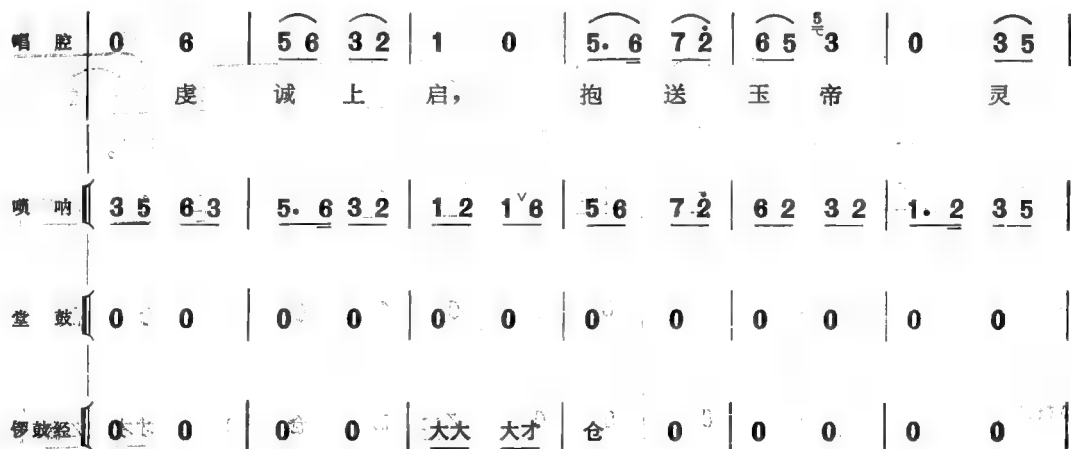 唱腔 0 6 | 5 6 3 2 | 1 0 | 5. 6 7 2̇ | 6 5 5 3 | 0 3 5 |
虔 诚 上 启， 抱 送 玉 帝 灵
唢呐 3 5 6 3 | 5. 6 3 2 | 1 2 1 ˅ 6 | 5 6 7 2̇ | 6 2 3 2 | 1. 2 3 5 |
堂鼓 0 0 | 0 0 | 0 0 | 0 0 | 0 0 | 0 0 |
锣鼓经 0 0 | 0 0 | 大大 大才 | 仓 0 | 0 0 | 0 0 |